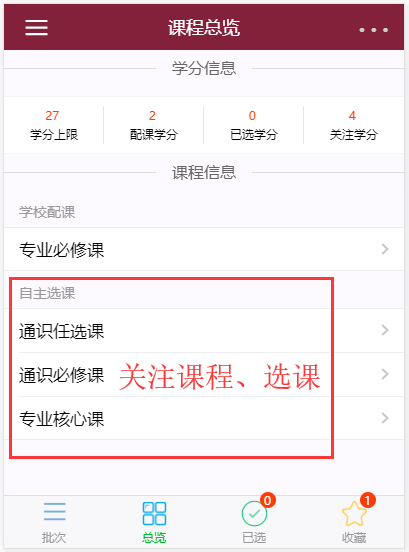 课程总览
学分信息
27 2 0 4
学分上限 配课学分 已选学分 关注学分
课程信息
学校配课
专业必修课
自主选课
通识任选课
通识必修课
关注课程、选课
专业核心课
0 1
批次 总览 已选 收藏